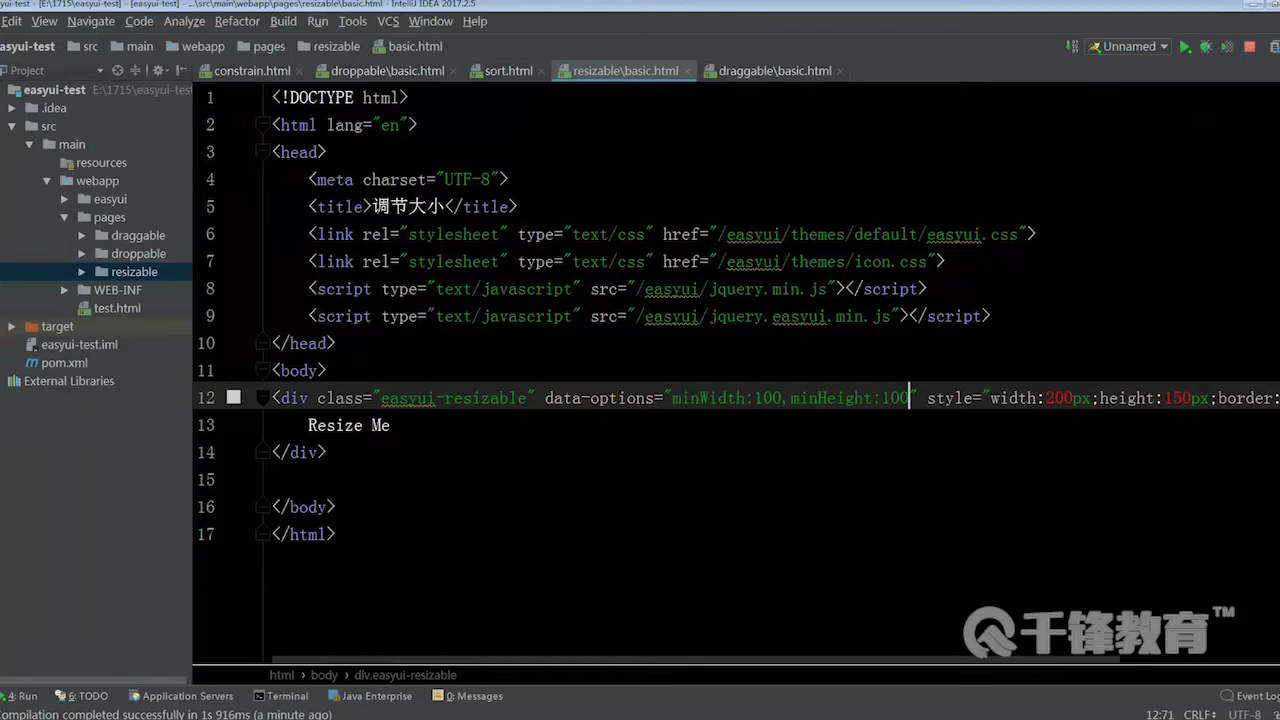 yui-test - [E:\1715\easyui-test] - [easyui-test] - ...\src\main\webapp\pages\resizable\basic.html - IntelliJ IDEA 2017.2.5
Edit View Navigate Code Analyze Refactor Build Run Tools VCS Window Help
easyui-test src main webapp pages resizable basic.html Unnamed
Project constrain.html droppable\basic.html sort.html resizable\basic.html draggable\basic.html
easyui-test E:\1715\easyui-test
.idea
src
main
resources
webapp
easyui
pages
draggable
droppable
resizable
WEB-INF
test.html
target
easyui-test.iml
pom.xml
External Libraries
1 <!DOCTYPE html>
2 <html lang="en">
3 <head>
4 <meta charset="UTF-8">
5 <title>调节大小</title>
6 <link rel="stylesheet" type="text/css" href="/easyui/themes/default/easyui.css">
7 <link rel="stylesheet" type="text/css" href="/easyui/themes/icon.css">
8 <script type="text/javascript" src="/easyui/jquery.min.js"></script>
9 <script type="text/javascript" src="/easyui/jquery.easyui.min.js"></script>
10 </head>
11 <body>
12 <div class="easyui-resizable" data-options="minWidth:100,minHeight:100" style="width:200px;height:150px;border:
13 Resize Me
14 </div>
15
16 </body>
17 </html>
千锋教育™
html › body › div.easyui-resizable
4: Run 6: TODO Application Servers Terminal Java Enterprise 0: Messages Event Log
Compilation completed successfully in 1s 916ms (a minute ago) 12:71 CRLF UTF-8